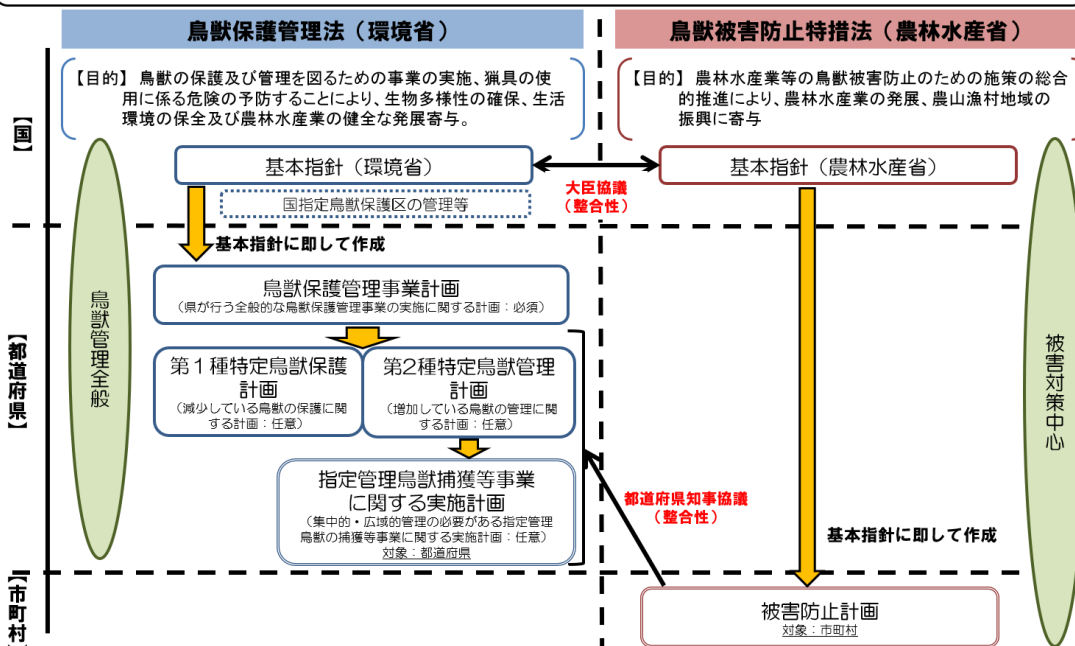 鳥獣保護管理法（環境省）
鳥獣被害防止特措法（農林水産省）
【目的】 鳥獣の保護及び管理を図るための事業の実施、猟具の使
用に係る危険の予防することにより、生物多様性の確保、生活
環境の保全及び農林水産業の健全な発展寄与。
【目的】 農林水産業等の鳥獣被害防止のための施策の総合
的推進により、農林水産業の発展、農山漁村地域の
振興に寄与
【国】
基本指針（環境省）
基本指針（農林水産省）
大臣協議
（整合性）
国指定鳥獣保護区の管理等
基本指針に即して作成
鳥獣管理全般
【都道府県】
鳥獣保護管理事業計画
（県が行う全般的な鳥獣保護管理事業の実施に関する計画：必須）
第１種特定鳥獣保護
計画
（減少している鳥獣の保護に関
する計画：任意）
第2種特定鳥獣管理
計画
（増加している鳥獣の管理に関
する計画：任意）
指定管理鳥獣捕獲等事業
に関する実施計画
（集中的・広域的管理の必要がある指定管理
鳥獣の捕獲等事業に関する実施計画：任意）
対象：都道府県
都道府県知事協議
（整合性）
基本指針に即して作成
被害対策中心
【市町村】
被害防止計画
対象：市町村